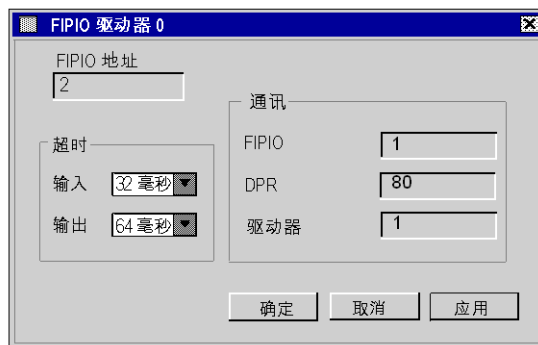 FIPIO 驱动器 0
FIPIO 地址
2
超时
输入 32 毫秒
输出 64 毫秒
通讯
FIPIO 1
DPR 80
驱动器 1
确定 取消 应用